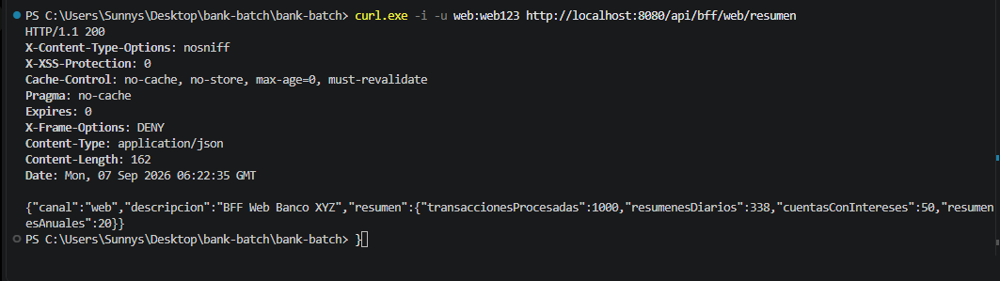 PS C:\Users\Sunnys\Desktop\bank-batch\bank-batch> curl.exe -i -u web:web123 http://localhost:8080/api/bff/web/resumen
HTTP/1.1 200
X-Content-Type-Options: nosniff
X-XSS-Protection: 0
Cache-Control: no-cache, no-store, max-age=0, must-revalidate
Pragma: no-cache
Expires: 0
X-Frame-Options: DENY
Content-Type: application/json
Content-Length: 162
Date: Mon, 07 Sep 2026 06:22:35 GMT

{"canal":"web","descripcion":"BFF Web Banco XYZ","resumen":{"transaccionesProcesadas":1000,"resumenesDiarios":338,"cuentasConIntereses":50,"resumen
esAnuales":20}}
PS C:\Users\Sunnys\Desktop\bank-batch\bank-batch> }